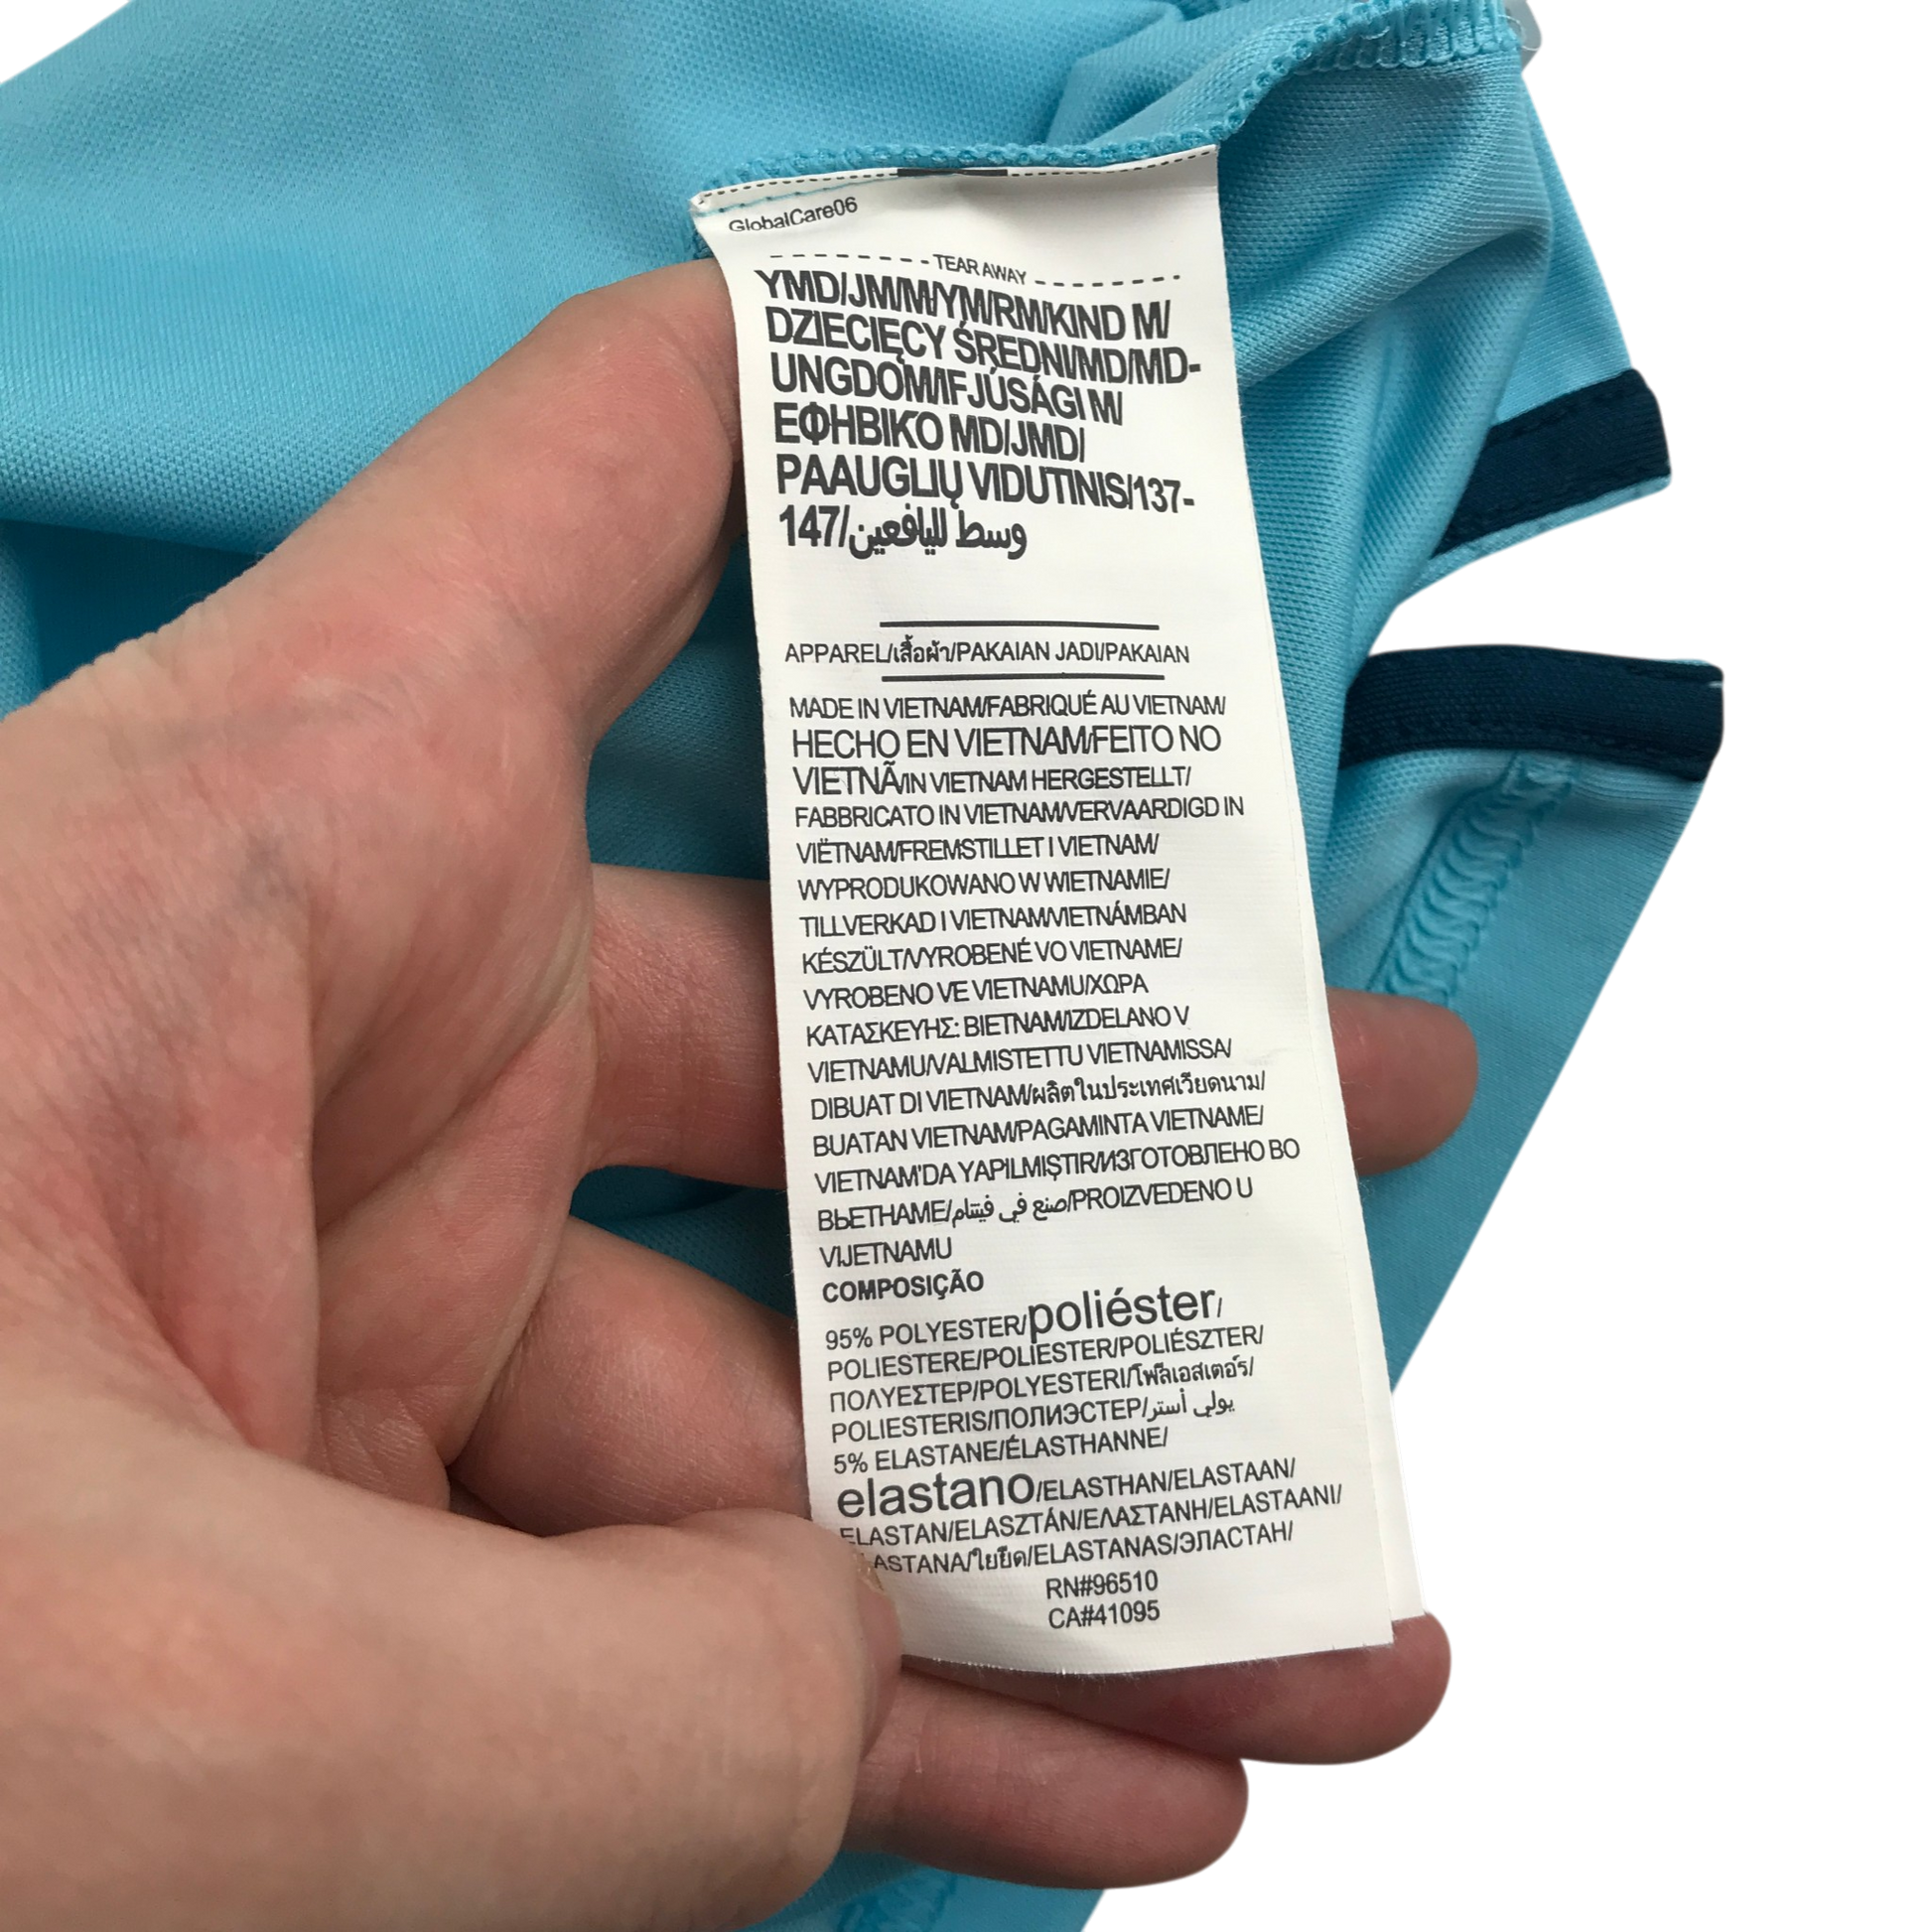 GlobalCare06
TEAR AWAY
YMD/JM/M/YM/RM/KIND M/
DZIECIĘCY ŚREDNI/MD/MD-
UNGDOM/IFJÚSÁGI M/
ΕΦΗΒΙΚΟ MD/JMD/
PAAUGLIŲ VIDUTINIS/137-
147/وسط لليافعين
APPAREL/เสื้อผ้า/PAKAIAN JADI/PAKAIAN
MADE IN VIETNAM/FABRIQUÉ AU VIETNAM/
HECHO EN VIETNAM/FEITO NO
VIETNÃ/IN VIETNAM HERGESTELLT/
FABBRICATO IN VIETNAM/VERVAARDIGD IN
VIËTNAM/FREMSTILLET I VIETNAM/
WYPRODUKOWANO W WIETNAMIE/
TILLVERKAD I VIETNAM/VIETNÁMBAN
KÉSZÜLT/VYROBENÉ VO VIETNAME/
VYROBENO VE VIETNAMU/ΧΩΡΑ
ΚΑΤΑΣΚΕΥΗΣ: ΒΙΕΤΝΑΜ/IZDELANO V
VIETNAMU/VALMISTETTU VIETNAMISSA/
DIBUAT DI VIETNAM/ผลิตในประเทศเวียดนาม/
BUATAN VIETNAM/PAGAMINTA VIETNAME/
VIETNAM'DA YAPILMIŞTIR/ИЗГОТОВЛЕНО ВО
ВЬЕТНАМЕ/صنع في فيتنام/PROIZVEDENO U
VIJETNAMU
COMPOSIÇÃO
95% POLYESTER/poliéster/
POLIESTERE/POLIESTER/POLIÉSZTER/
ΠΟΛΥΕΣΤΕΡ/POLYESTERI/โพลีเอสเตอร์/
POLIESTERIS/ПОЛИЭСТЕР/يولي أستر
5% ELASTANE/ÉLASTHANNE/
elastano/ELASTHAN/ELASTAAN/
ELASTAN/ELASZTÁN/ΕΛΑΣΤΑΝΗ/ELASTAANI/
ASTANA/ใยยืด/ELASTANAS/ЭЛАСТАН/
RN#96510
CA#41095